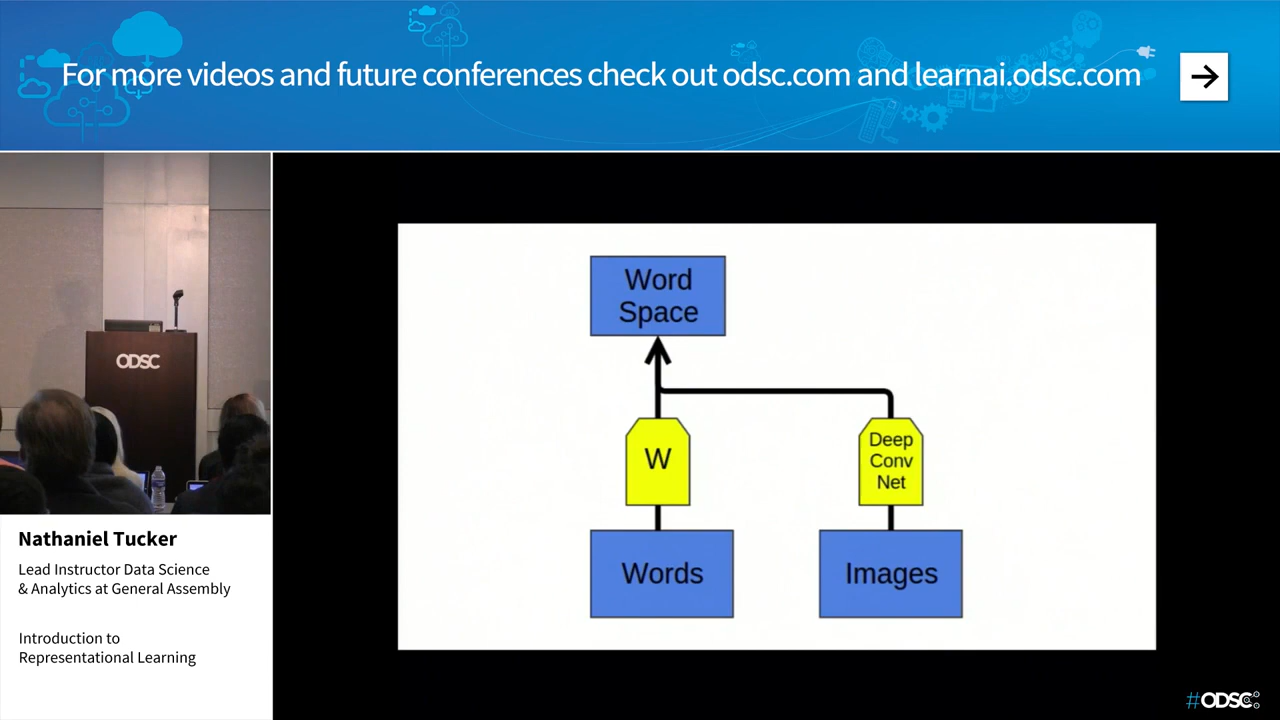 For more videos and future conferences check out odsc.com and learnai.odsc.com
ODSC
Nathaniel Tucker
Lead Instructor Data Science
& Analytics at General Assembly
Introduction to
Representational Learning
Word
Space
W
Deep
Conv
Net
Words
Images
#ODSC